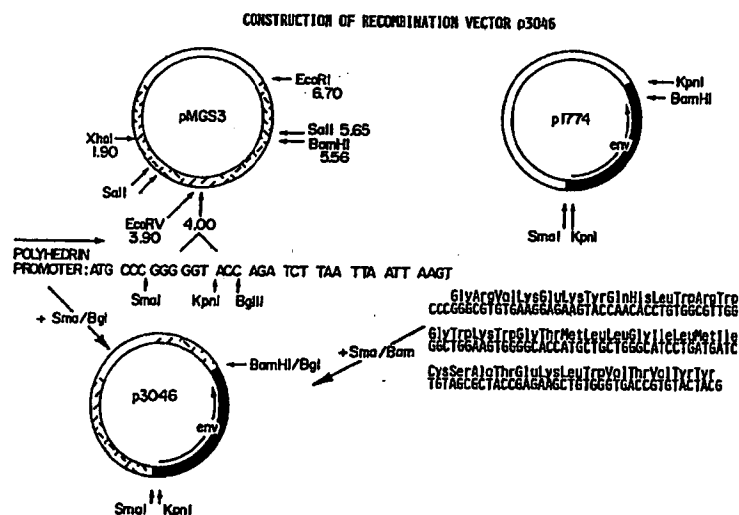 CONSTRUCTION OF RECOMBINATION VECTOR p3046
EcoRI
6.70
pMGS3
SalI 5.65
BamHI
5.56
XhoI
1.90
SalI
EcoRV
3.90
4.00
KpnI
BamHI
p1774
env
SmaI KpnI
POLYHEDRIN
PROMOTER: ATG CCC GGG GGT ACC AGA TCT TAA TTA ATT AAGT
SmaI KpnI BglII
+ Sma/Bgl
GlyArgValLysGluLysTyrGlnHisLeuTrpArgTrp
CCCGGGCGTGTGAAGGAGAAGTACCAACACCTGTGGCGTTGG
GlyTrpLysTrpGlyThrMetLeuLeuGlyIleLeuMetIle
GGCTGGAAGTGGGGCACCATGCTGCTGGGCATCCTGATGATC
CysSerAlaThrGluLysLeuTrpValThrValTyrTyr
TGTAGCGCTACCGAGAAGCTGTGGGTGACCGTGTACTACG
+Sma/Bam
BamHI/Bgl
p3046
env
SmaI KpnI